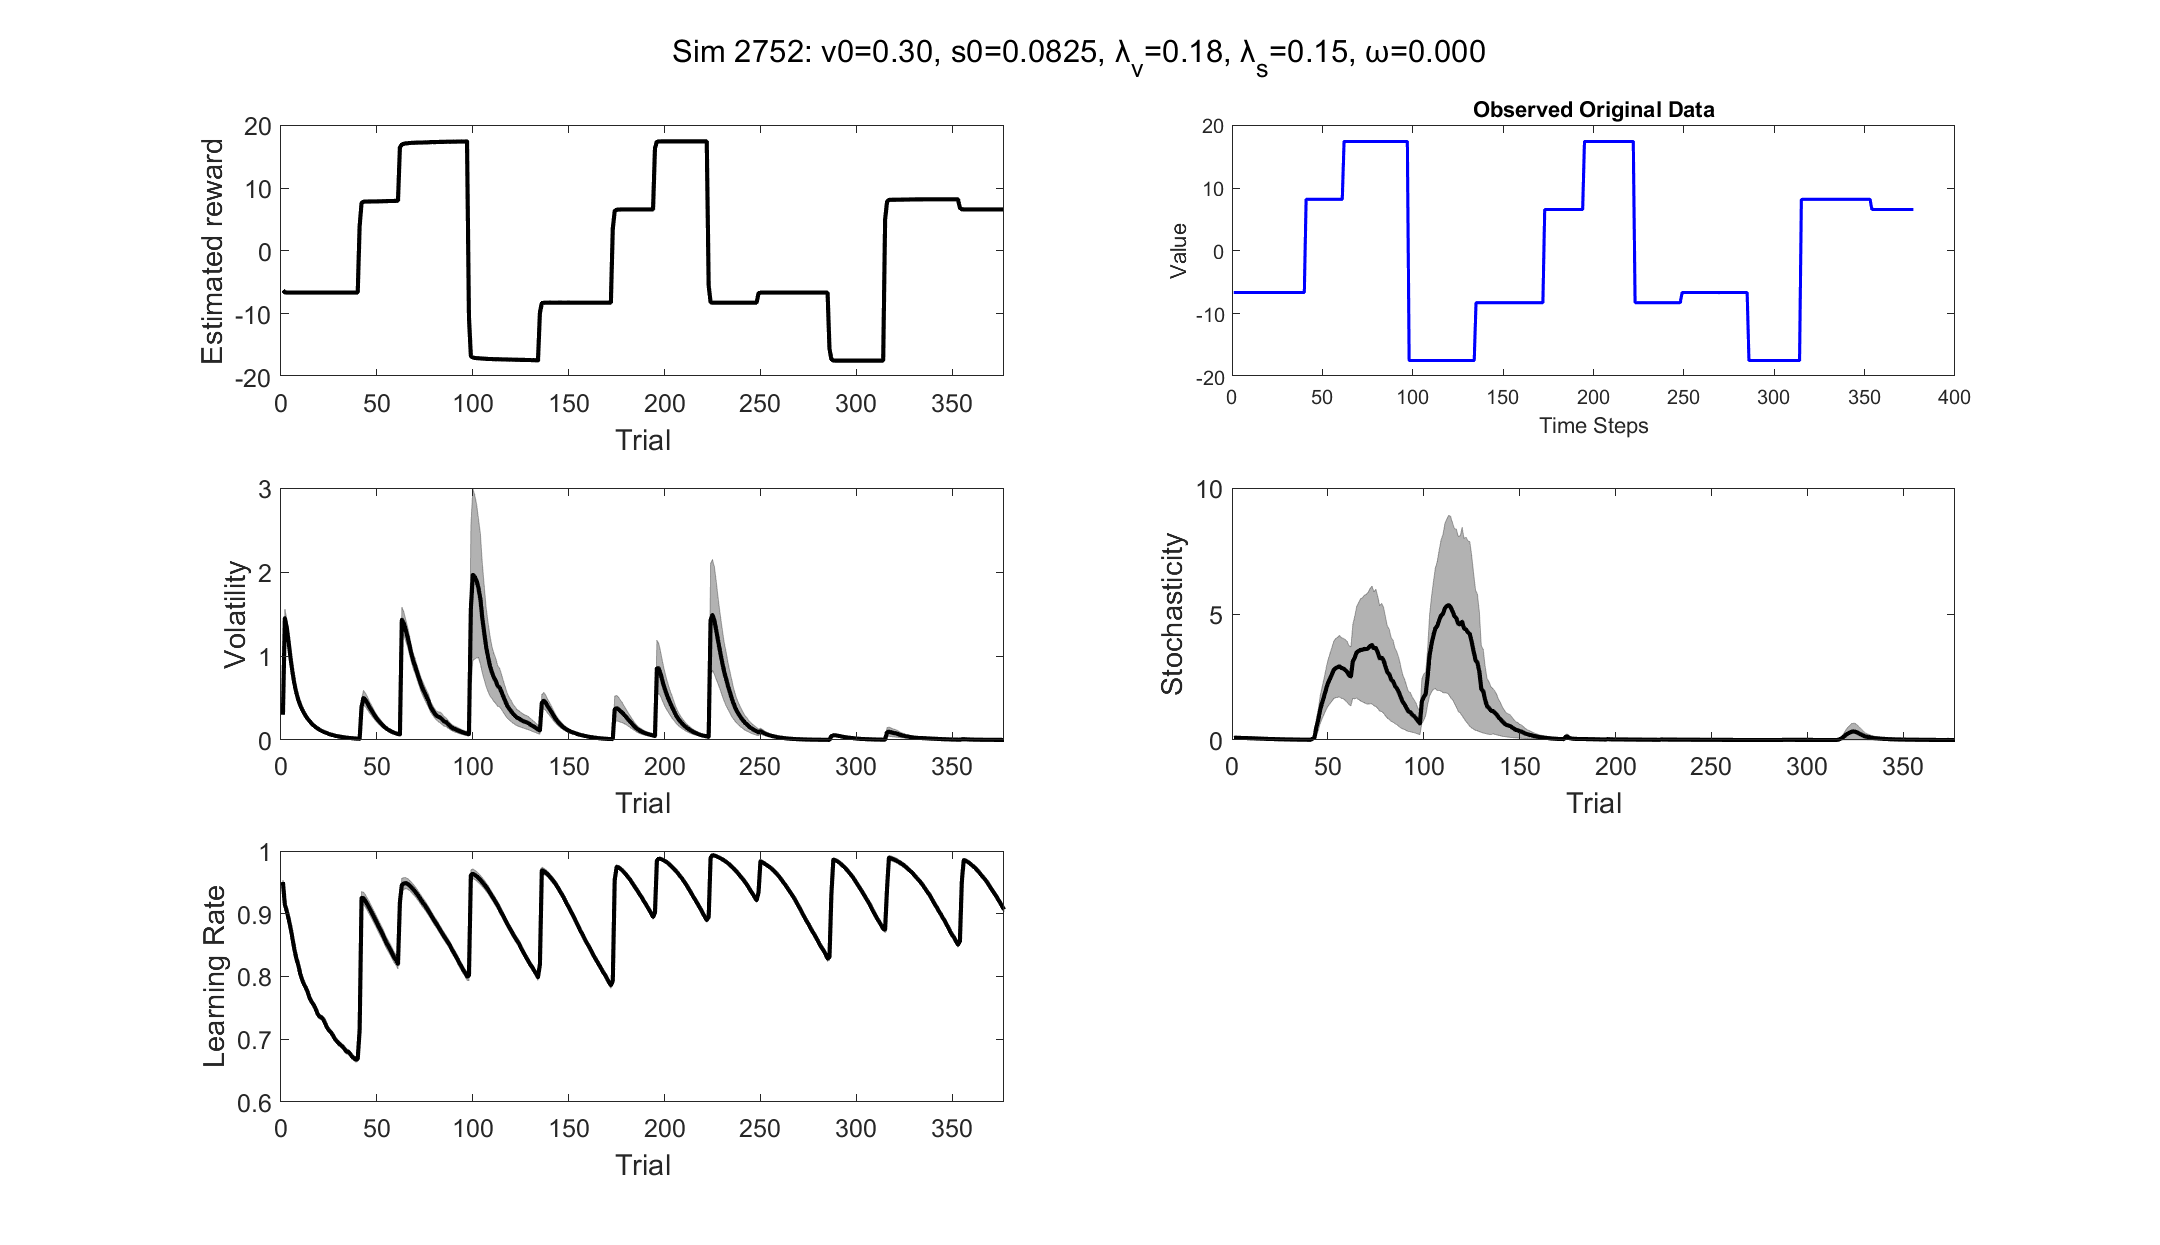 Sim 2752: v0=0.30, s0=0.0825, λ_v=0.18, λ_s=0.15, ω=0.000
Estimated reward
20
10
0
-10
-20
0 50 100 150 200 250 300 350
Trial
Observed Original Data
Value
20
10
0
-10
-20
0 50 100 150 200 250 300 350 400
Time Steps
Volatility
3
2
1
0
0 50 100 150 200 250 300 350
Trial
Stochasticity
10
5
0
0 50 100 150 200 250 300 350
Trial
Learning Rate
1
0.9
0.8
0.7
0.6
0 50 100 150 200 250 300 350
Trial